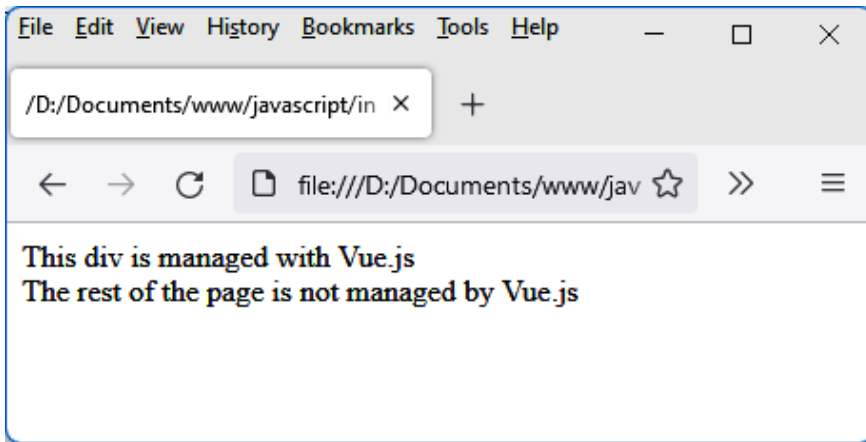 File Edit View History Bookmarks Tools Help
/D:/Documents/www/javascript/in
file:///D:/Documents/www/jav
This div is managed with Vue.js
The rest of the page is not managed by Vue.js